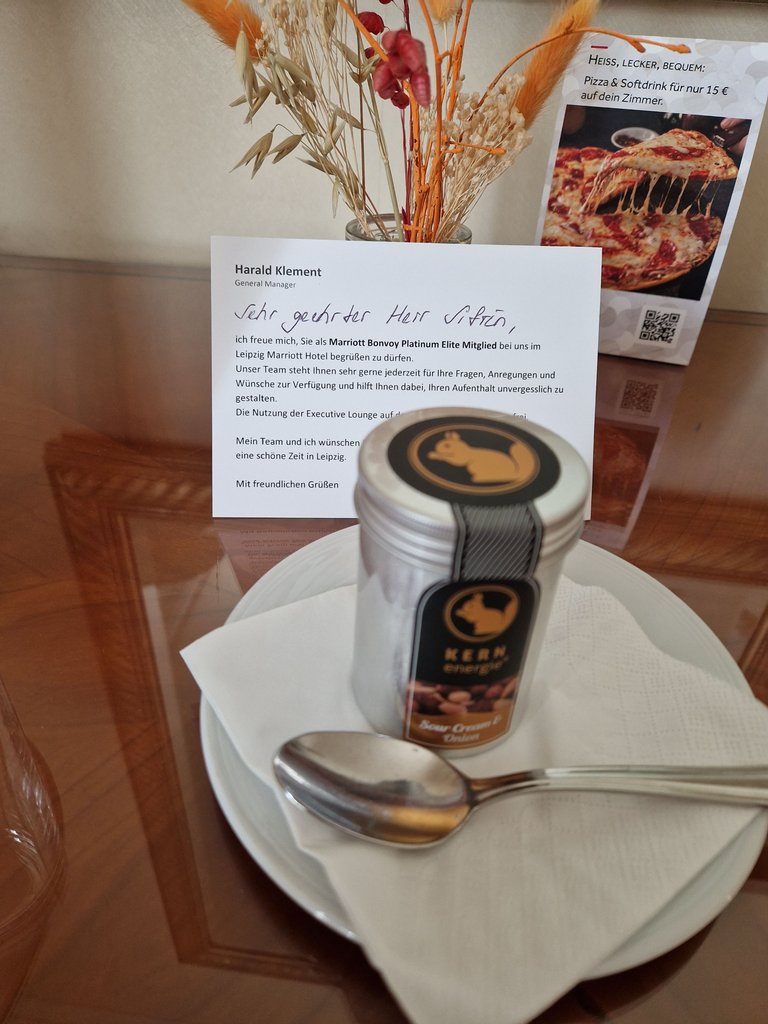 HEISS, LECKER, BEQUEM:
Pizza & Softdrink für nur 15 €
auf dein Zimmer.
Harald Klement
General Manager
Sehr geehrter Herr
ich freue mich, Sie als Marriott Bonvoy Platinum Elite Mitglied bei uns im
Leipzig Marriott Hotel begrüßen zu dürfen.
Unser Team steht Ihnen sehr gerne jederzeit für Ihre Fragen, Anregungen und
Wünsche zur Verfügung und hilft Ihnen dabei, Ihren Aufenthalt unvergesslich zu
gestalten.
Die Nutzung der Executive Lounge auf
Mein Team und ich wünschen
eine schöne Zeit in Leipzig.
Mit freundlichen Grüßen
KERN
energie
Sour Cream &
Onion